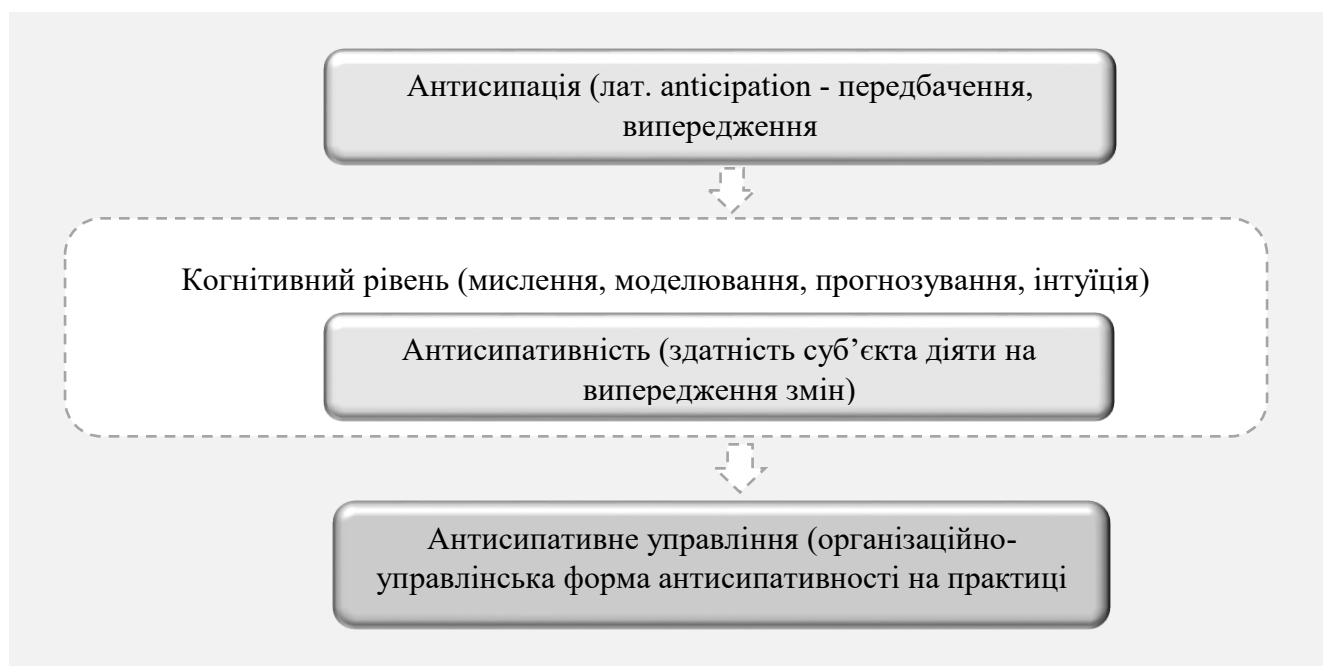 Антисипація (лат. anticipation - передбачення,
випередження
Когнітивний рівень (мислення, моделювання, прогнозування, інтуїція)
Антисипативність (здатність суб’єкта діяти на
випередження змін)
Антисипативне управління (організаційно-
управлінська форма антисипативності на практиці